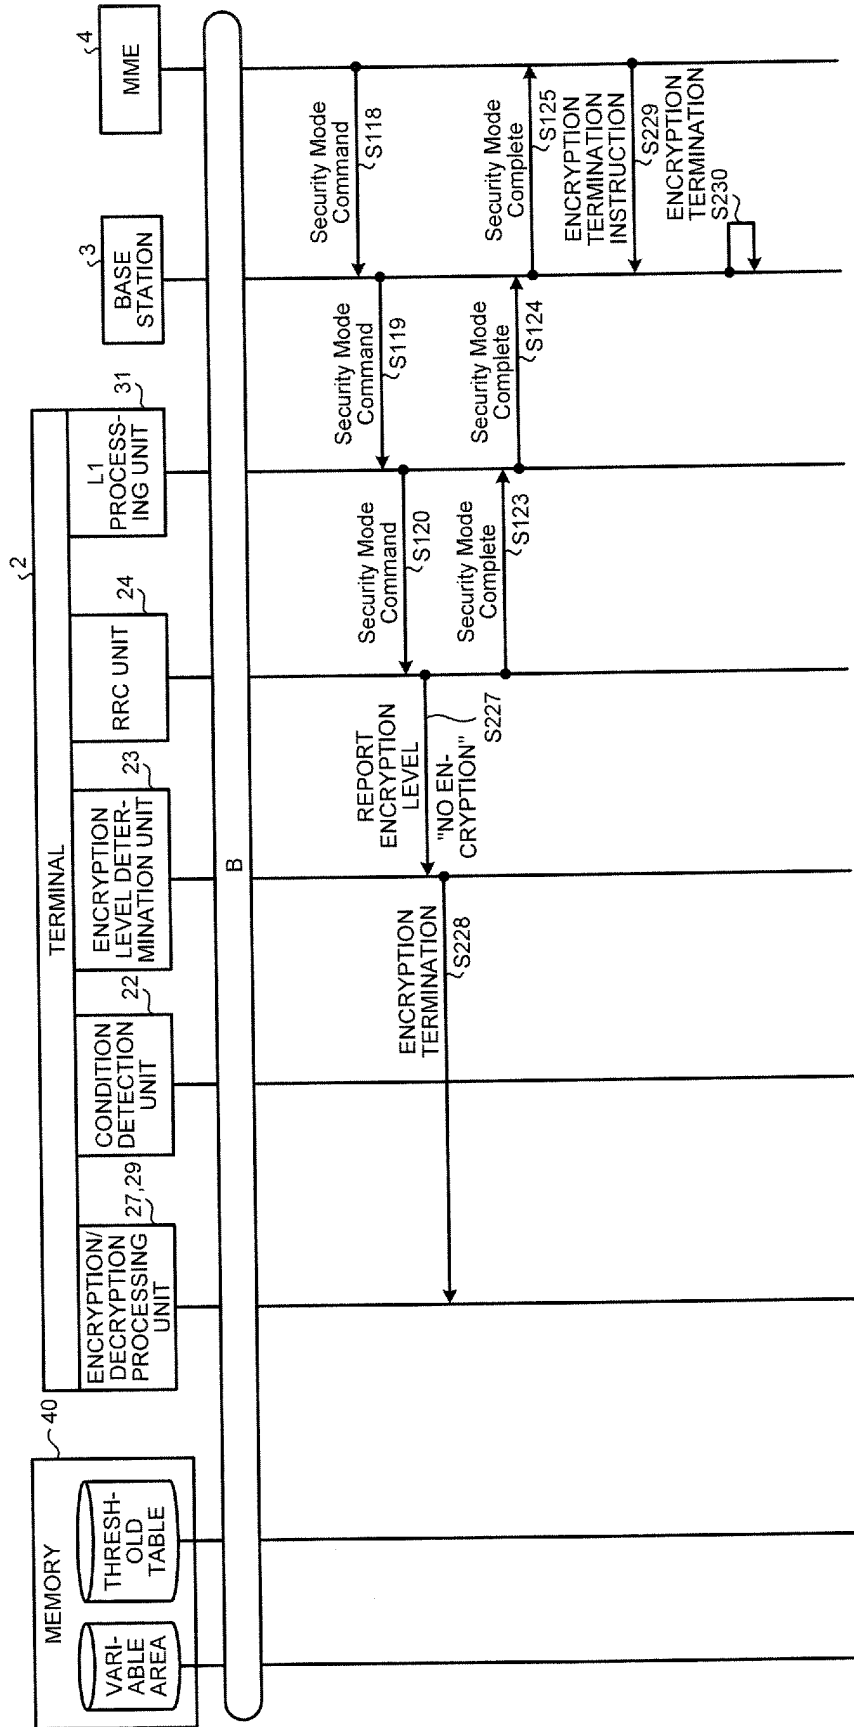 MEMORY
40
VARI-
ABLE
AREA
THRESH-
OLD
TABLE
TERMINAL
2
ENCRYPTION/
DECRYPTION
PROCESSING
UNIT
27,29
CONDITION
DETECTION
UNIT
22
ENCRYPTION
LEVEL DETER-
MINATION UNIT
23
RRC UNIT
24
L1
PROCESS-
ING UNIT
31
BASE
STATION
3
MME
4
B
Security Mode
Command
S118
Security Mode
Command
S119
Security Mode
Command
S120
REPORT
ENCRYPTION
LEVEL
"NO EN-
CRYPTION"
S227
ENCRYPTION
TERMINATION
S228
Security Mode
Complete
S123
Security Mode
Complete
S124
Security Mode
Complete
S125
ENCRYPTION
TERMINATION
INSTRUCTION
S229
ENCRYPTION
TERMINATION
S230